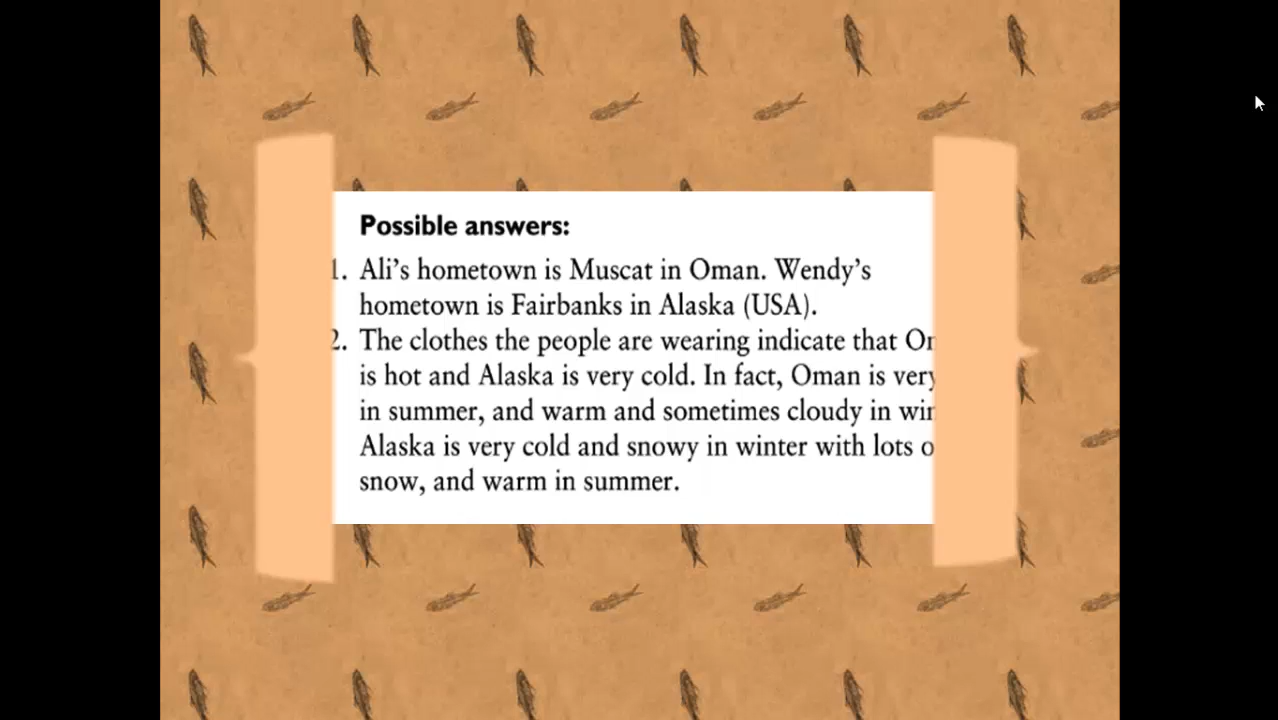 Possible answers:
1. Ali's hometown is Muscat in Oman. Wendy's
hometown is Fairbanks in Alaska (USA).
2. The clothes the people are wearing indicate that
is hot and Alaska is very cold. In fact, Oman is very
in summer, and warm and sometimes cloudy in
Alaska is very cold and snowy in winter with lots
snow, and warm in summer.